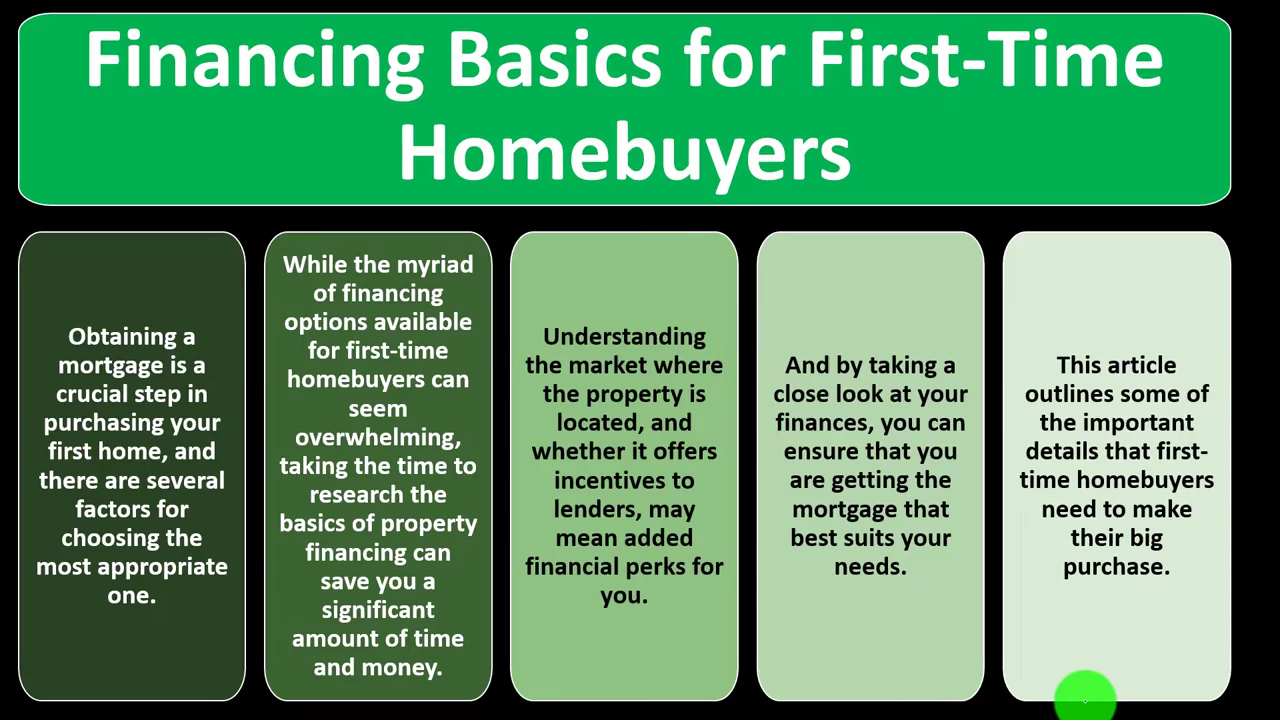 Financing Basics for First-Time
Homebuyers
Obtaining a
mortgage is a
crucial step in
purchasing your
first home, and
there are several
factors for
choosing the
most appropriate
one.
While the myriad
of financing
options available
for first-time
homebuyers can
seem
overwhelming,
taking the time to
research the
basics of property
financing can
save you a
significant
amount of time
and money.
Understanding
the market where
the property is
located, and
whether it offers
incentives to
lenders, may
mean added
financial perks for
you.
And by taking a
close look at your
finances, you can
ensure that you
are getting the
mortgage that
best suits your
needs.
This article
outlines some of
the important
details that first-
time homebuyers
need to make
their big
purchase.